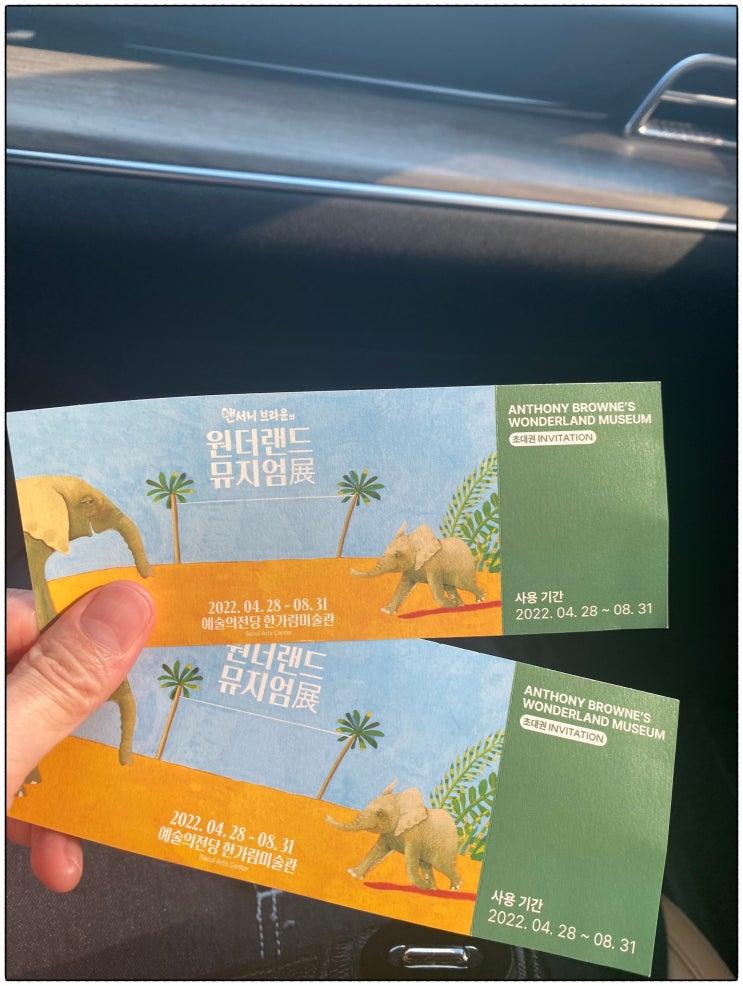 앤서니 브라운의
원더랜드
뮤지엄展
2022. 04. 28 - 08. 31
예술의전당 한가람미술관
Seoul Arts Center
ANTHONY BROWNE'S
WONDERLAND MUSEUM
초대권 INVITATION
사용 기간
2022. 04. 28 ~ 08. 31
원더랜드
뮤지엄展
2022. 04. 28 - 08. 31
예술의전당 한가람미술관
Seoul Arts Center
ANTHONY BROWNE'S
WONDERLAND MUSEUM
초대권 INVITATION
사용 기간
2022. 04. 28 ~ 08. 31